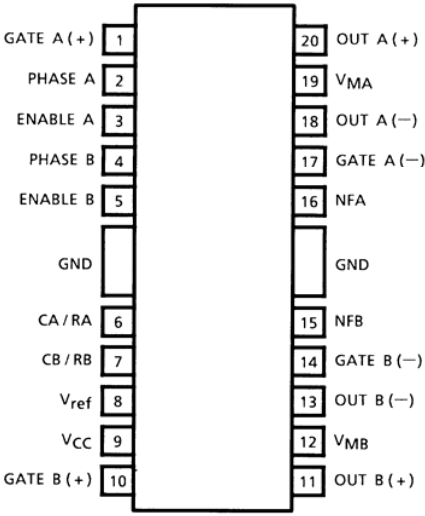 GATE A (+) 1 20 OUT A (+)
PHASE A 2 19 VMA
ENABLE A 3 18 OUT A (−)
PHASE B 4 17 GATE A (−)
ENABLE B 5 16 NFA
GND GND
CA / RA 6 15 NFB
CB / RB 7 14 GATE B (−)
Vref 8 13 OUT B (−)
VCC 9 12 VMB
GATE B (+) 10 11 OUT B (+)